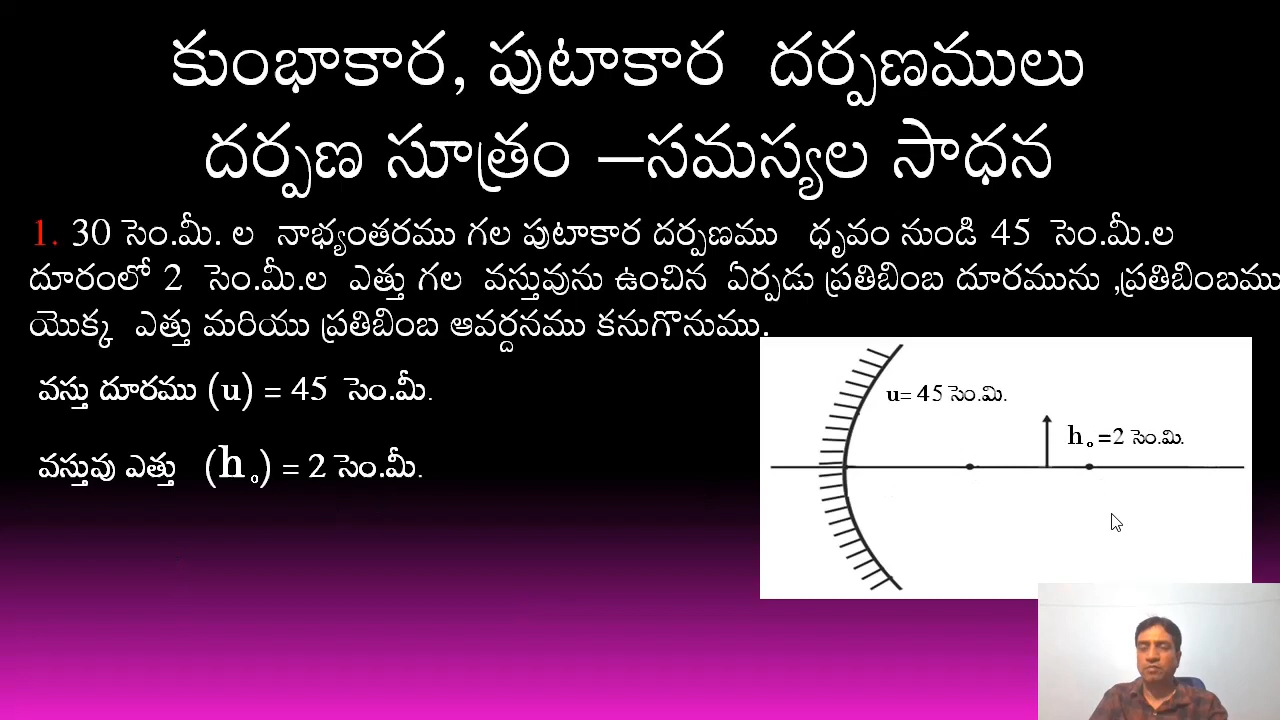 కుంభాకార, పుటాకార దర్పణములు
దర్పణ సూత్రం –సమస్యల సాధన
1. 30 సెం.మీ. ల నాభ్యంతరము గల పుటాకార దర్పణము ధృవం నుండి 45 సెం.మీ.ల
దూరంలో 2 సెం.మీ.ల ఎత్తు గల వస్తువును ఉంచిన ఏర్పడు ప్రతిబింబ దూరమును ,ప్రతిబింబము
యొక్క ఎత్తు మరియు ప్రతిబింబ ఆవర్దనము కనుగొనుము.
వస్తు దూరము (u) = 45 సెం.మీ.
u= 45 సెం.మి.
h₀ =2 సెం.మి.
వస్తువు ఎత్తు (h₀) = 2 సెం.మీ.